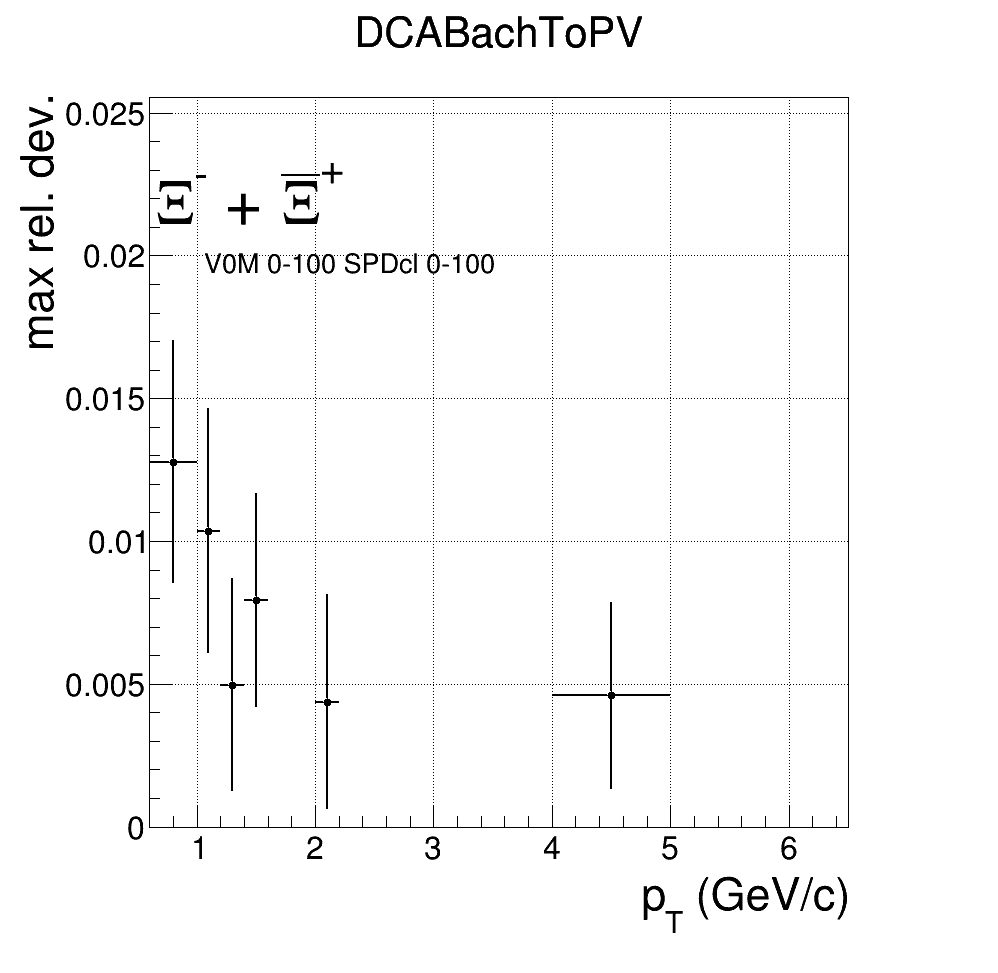 DCABachToPV
max rel. dev.
0.025
0.02
0.015
0.01
0.005
0
Ξ⁻ + Ξ̅⁺
V0M 0-100 SPDcl 0-100
1 2 3 4 5 6
p_T (GeV/c)